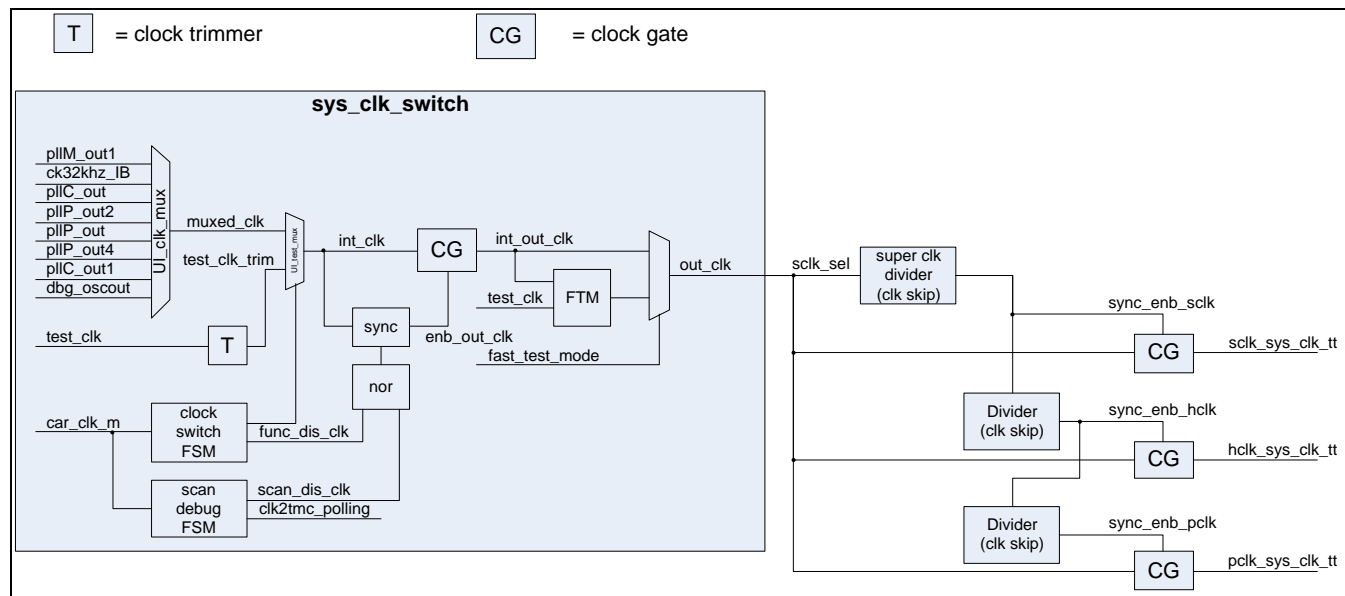 T = clock trimmer
CG = clock gate
sys_clk_switch
pllM_out1
ck32khz_IB
pllC_out
pllP_out2
pllP_out
pllP_out4
pllC_out1
dbg_oscout
UI_clk_mux
muxed_clk
test_clk_trim
UI_test_mux
int_clk
CG
int_out_clk
test_clk
FTM
out_clk
fast_test_mode
test_clk
T
sync
enb_out_clk
nor
car_clk_m
clock
switch
FSM
func_dis_clk
scan
debug
FSM
scan_dis_clk
clk2tmc_polling
sclk_sel
super clk
divider
(clk skip)
sync_enb_sclk
CG
sclk_sys_clk_tt
Divider
(clk skip)
sync_enb_hclk
CG
hclk_sys_clk_tt
Divider
(clk skip)
sync_enb_pclk
CG
pclk_sys_clk_tt